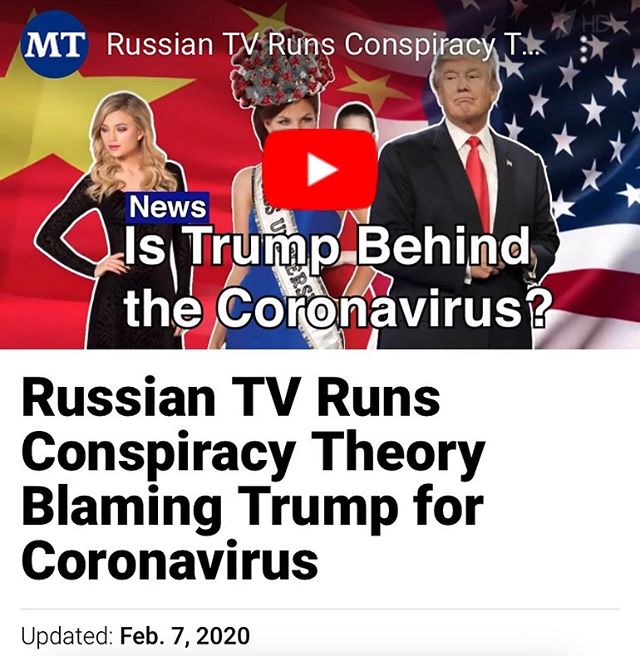 MT Russian TV Runs Conspiracy T...
HD
News
Is Trump Behind
the Coronavirus?
Russian TV Runs
Conspiracy Theory
Blaming Trump for
Coronavirus
Updated: Feb. 7, 2020